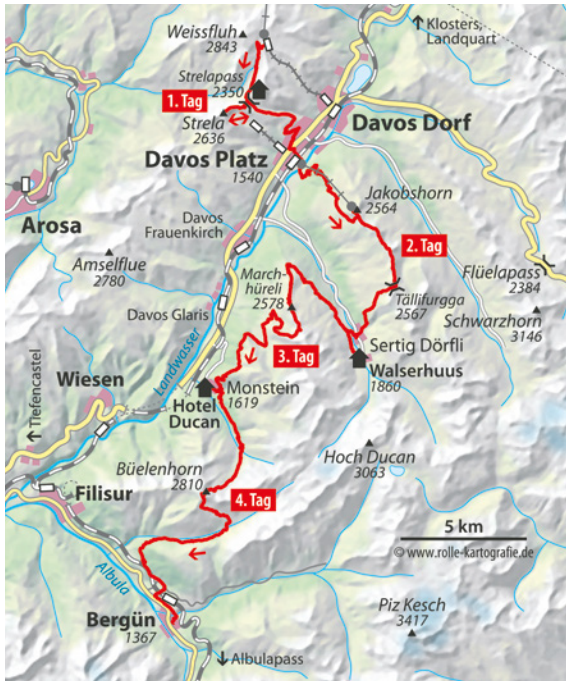 Weissfluh
2843
↑ Klosters,
Landquart
Strelapass
2350
1. Tag
Strela
2636
Davos Dorf
Davos Platz
1540
Arosa
Jakobshorn
2564
Davos
Frauenkirch
2. Tag
Amselflue
2780
March-
hüreli
2578
Flüelapass
2384
Tällifurgga
2567
Davos Glaris
Schwarzhorn
3146
Landwasser
Sertig Dörfli
Walserhuus
1860
3. Tag
Wiesen
↑ Tiefencastel
Monstein
1619
Hotel
Ducan
Hoch Ducan
3063
Büelenhorn
2810
4. Tag
Filisur
5 km
© www.rolle-kartografie.de
Albula
Piz Kesch
3417
Bergün
1367
↓ Albulapass